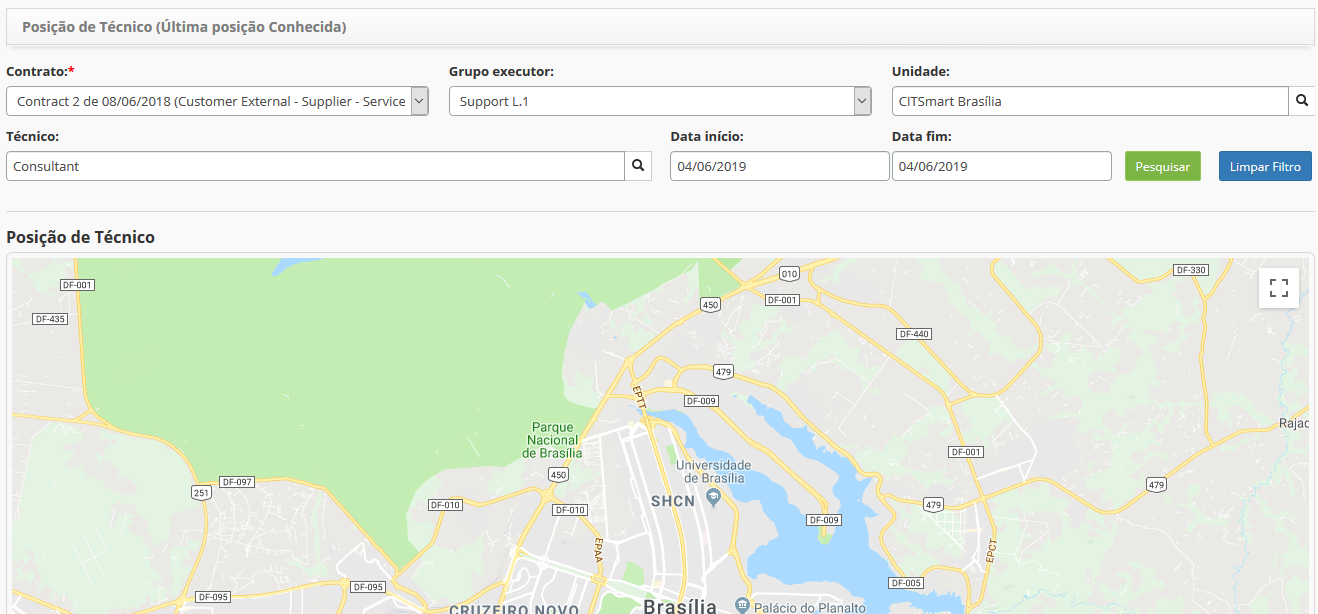 Posição de Técnico (Última posição Conhecida)
Contrato:* Grupo executor: Unidade:
Contract 2 de 08/06/2018 (Customer External - Supplier - Service Support L.1 CITSmart Brasília
Técnico: Data início: Data fim:
Consultant 04/06/2019 04/06/2019 Pesquisar Limpar Filtro
Posição de Técnico
010
DF-330
DF-001
DF-001
450
DF-435
DF-440
479
EPTT
DF-009
Rajad
Parque
Nacional
de Brasília
DF-001
Universidade
de Brasília
450
DF-097
479
251
SHCN
DF-010
479
DF-010
DF-009
EPAA
EPCT
DF-095
DF-005
DF-095
CRUZEIRO NOVO
Brasília
Palácio do Planalto